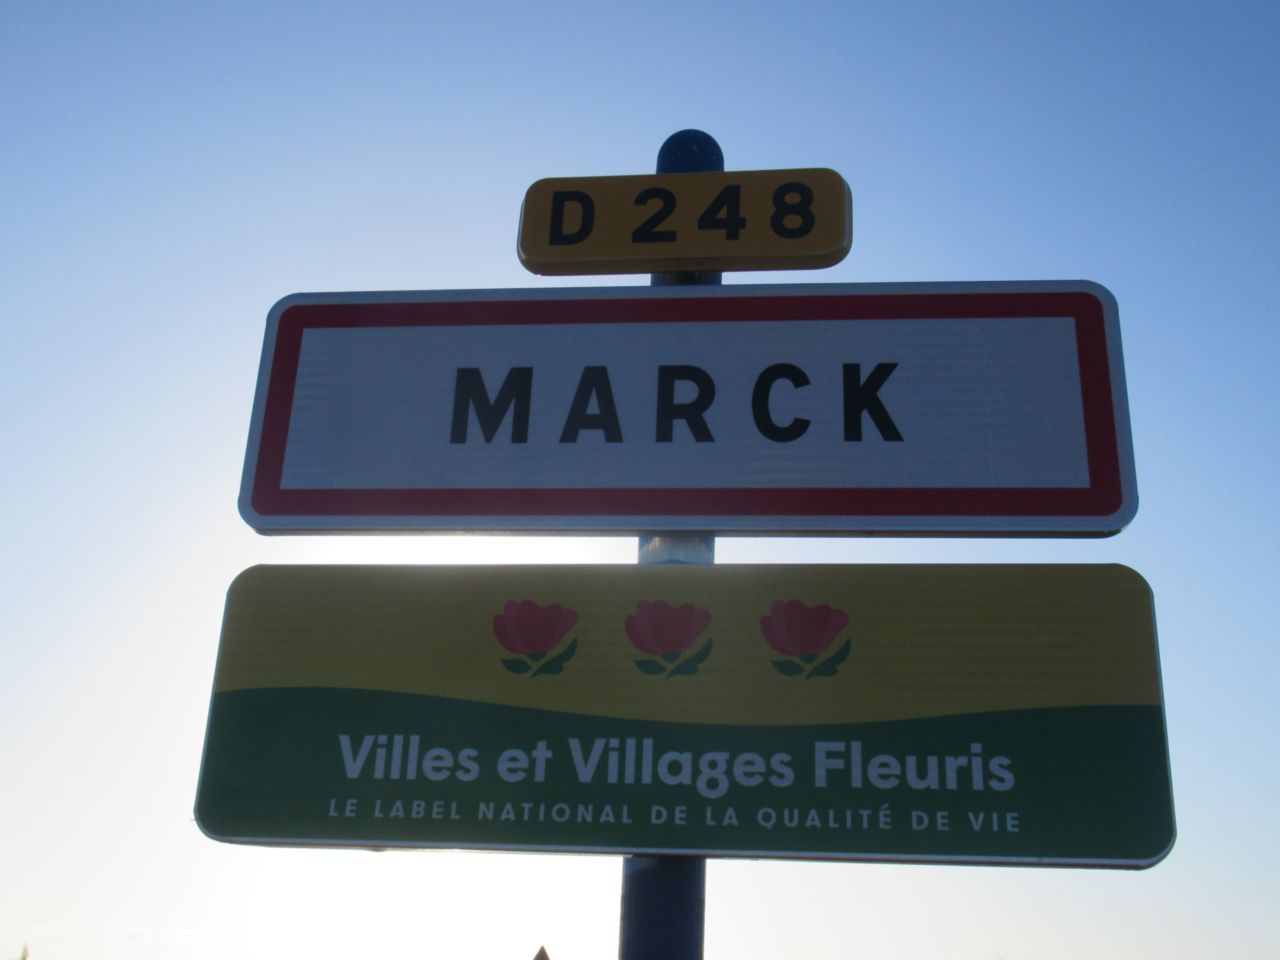 D 248
MARCK
Villes et Villages Fleuris
LE LABEL NATIONAL DE LA QUALITÉ DE VIE